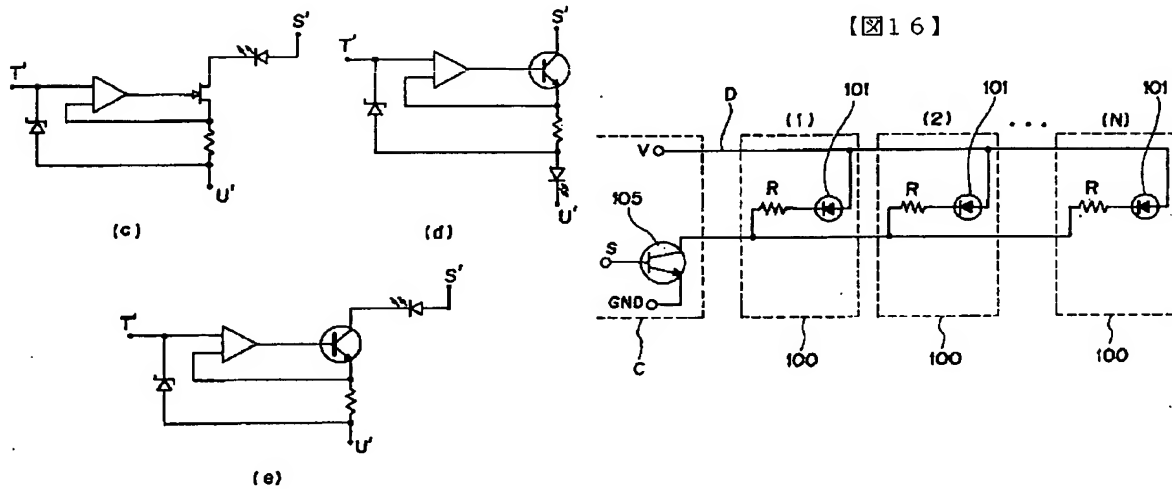 S'
T'
U'
(c)
S'
T'
U'
(d)
S'
T'
U'
(e)
【図16】
D
101
101
101
(1)
(2)
...
(N)
V
R
R
R
105
S
GND
C
100
100
100